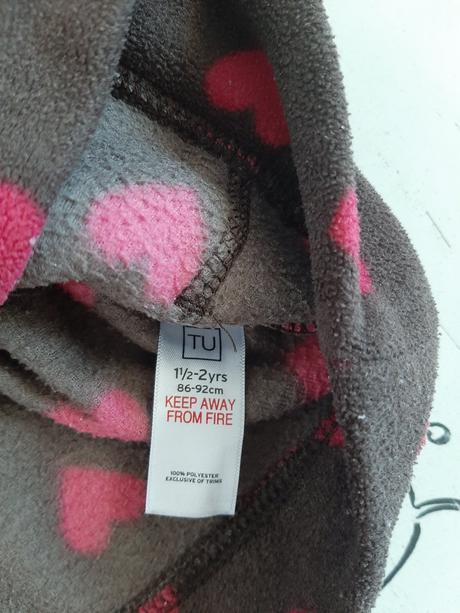 TU
1½-2yrs
86-92cm
KEEP AWAY
FROM FIRE
100% POLYESTER
EXCLUSIVE OF TRIMS